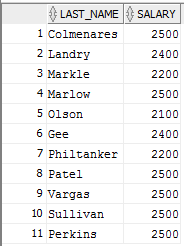 LAST_NAME SALARY
1 Colmenares 2500
2 Landry 2400
3 Markle 2200
4 Marlow 2500
5 Olson 2100
6 Gee 2400
7 Philtanker 2200
8 Patel 2500
9 Vargas 2500
10 Sullivan 2500
11 Perkins 2500